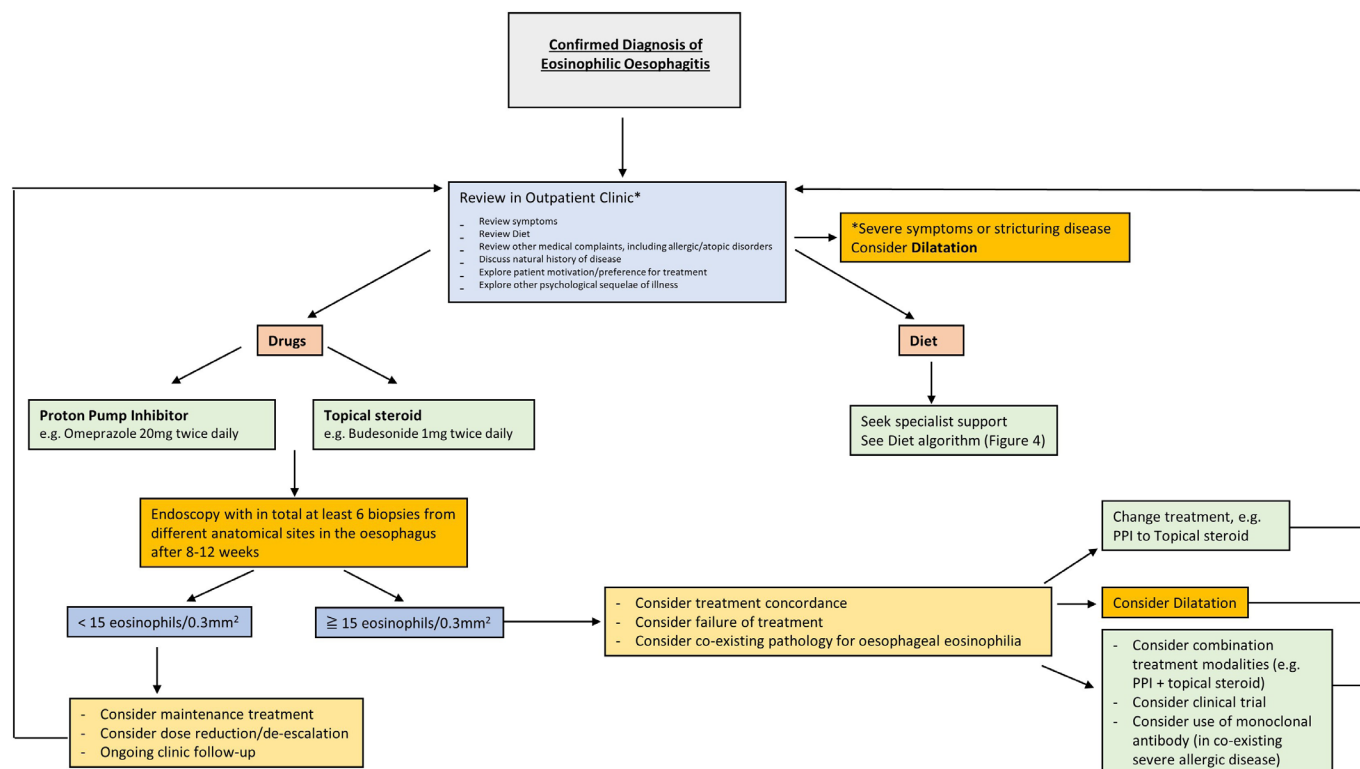 Confirmed Diagnosis of
Eosinophilic Oesophagitis
Review in Outpatient Clinic*
- Review symptoms
- Review Diet
- Review other medical complaints, including allergic/atopic disorders
- Discuss natural history of disease
- Explore patient motivation/preference for treatment
- Explore other psychological sequelae of illness
*Severe symptoms or stricturing disease
Consider Dilatation
Drugs
Diet
Proton Pump Inhibitor
e.g. Omeprazole 20mg twice daily
Topical steroid
e.g. Budesonide 1mg twice daily
Seek specialist support
See Diet algorithm (Figure 4)
Endoscopy with in total at least 6 biopsies from
different anatomical sites in the oesophagus
after 8-12 weeks
< 15 eosinophils/0.3mm²
≧ 15 eosinophils/0.3mm²
- Consider treatment concordance
- Consider failure of treatment
- Consider co-existing pathology for oesophageal eosinophilia
Change treatment, e.g.
PPI to Topical steroid
Consider Dilatation
- Consider combination
treatment modalities (e.g.
PPI + topical steroid)
- Consider clinical trial
- Consider use of monoclonal
antibody (in co-existing
severe allergic disease)
- Consider maintenance treatment
- Consider dose reduction/de-escalation
- Ongoing clinic follow-up